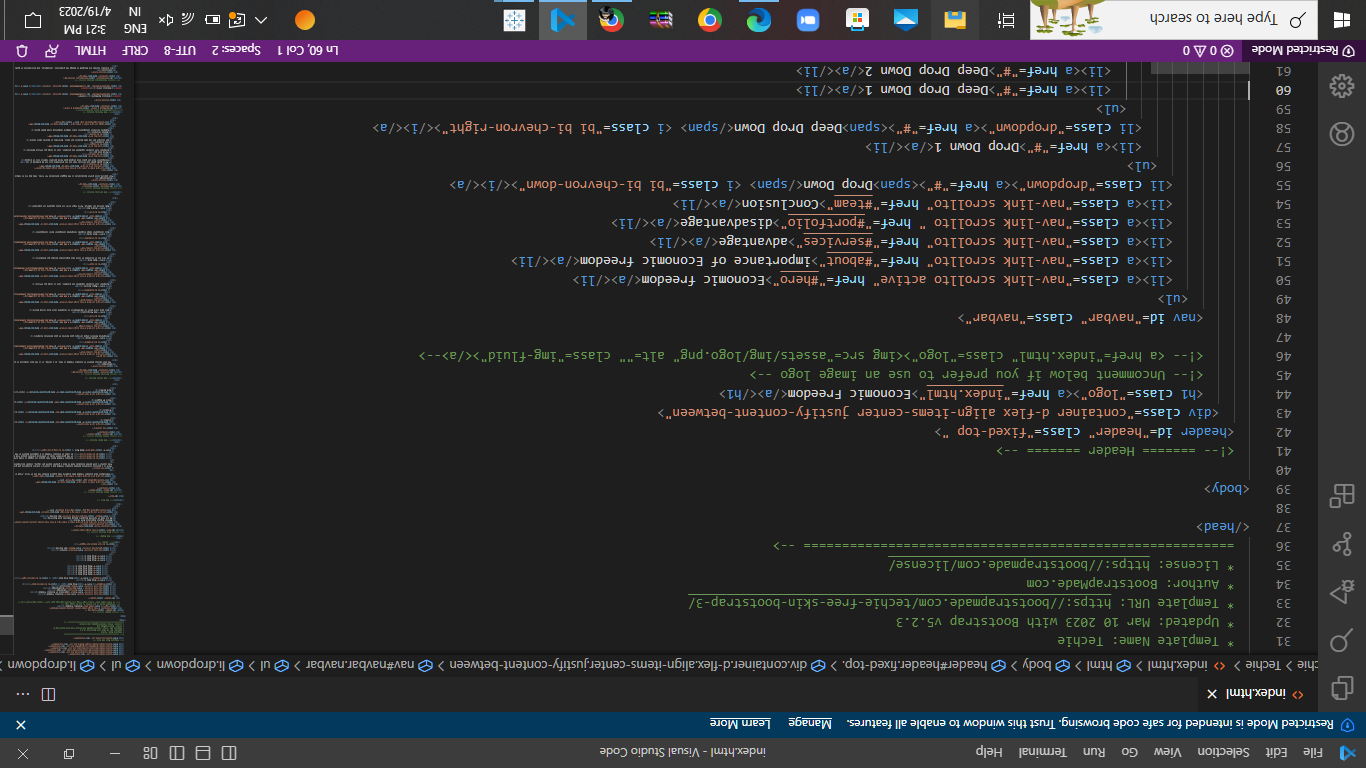 File Edit Selection View Go Run Terminal Help
index.html - Visual Studio Code
Restricted Mode is intended for safe code browsing. Trust this window to enable all features. Manage Learn More
index.html
chie > Techie > index.html > html > body > header#header.fixed-top. > div.container.d-flex.align-items-center.justify-content-between > nav#navbar.navbar > ul > li.dropdown > ul > li.dropdown
31 * Template Name: Techie
32 * Updated: Mar 10 2023 with Bootstrap v5.2.3
33 * Template URL: https://bootstrapmade.com/techie-free-skin-bootstrap-3/
34 * Author: BootstrapMade.com
35 * License: https://bootstrapmade.com/license/
36 ======================================================== -->
37 </head>
38
39 <body>
40
41 <!-- ======= Header ======= -->
42 <header id="header" class="fixed-top ">
43 <div class="container d-flex align-items-center justify-content-between">
44 <h1 class="logo"><a href="index.html">Economic Freedom</a></h1>
45 <!-- Uncomment below if you prefer to use an image logo -->
46 <!-- <a href="index.html" class="logo"><img src="assets/img/logo.png" alt="" class="img-fluid"></a>-->
47
48 <nav id="navbar" class="navbar">
49 <ul>
50 <li><a class="nav-link scrollto active" href="#hero">Economic freedom</a></li>
51 <li><a class="nav-link scrollto" href="#about">importance of Economic freedom</a></li>
52 <li><a class="nav-link scrollto" href="#services">advantage</a></li>
53 <li><a class="nav-link scrollto " href="#portfolio">disadvantage</a></li>
54 <li><a class="nav-link scrollto" href="#team">Conclusion</a></li>
55 <li class="dropdown"><a href="#"><span>Drop Down</span> <i class="bi bi-chevron-down"></i></a>
56 <ul>
57 <li><a href="#">Drop Down 1</a></li>
58 <li class="dropdown"><a href="#"><span>Deep Drop Down</span> <i class="bi bi-chevron-right"></i></a>
59 <ul>
60 <li><a href="#">Deep Drop Down 1</a></li>
61 <li><a href="#">Deep Drop Down 2</a></li>
Restricted Mode 0 0 Ln 60, Col 1 Spaces: 2 UTF-8 CRLF HTML
Type here to search
ENG
IN
3:21 PM
4/19/2023